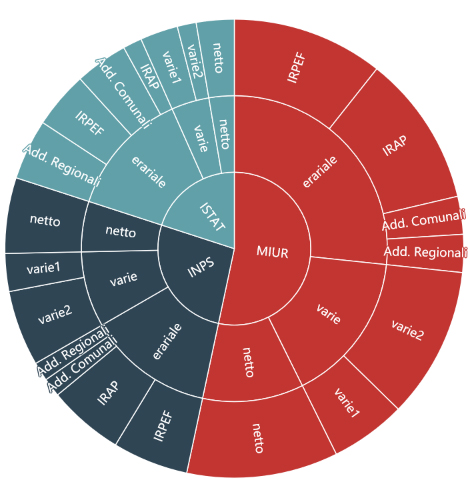 MIUR
erariale
IRPEF
IRAP
Add. Comunali
Add. Regionali
varie
varie2
varie1
netto
netto
INPS
erariale
IRPEF
IRAP
Add. Comunali
Add. Regionali
varie
varie2
varie1
netto
netto
ISTAT
erariale
Add. Regionali
IRPEF
Add. Comunali
IRAP
varie
varie1
varie2
netto
netto